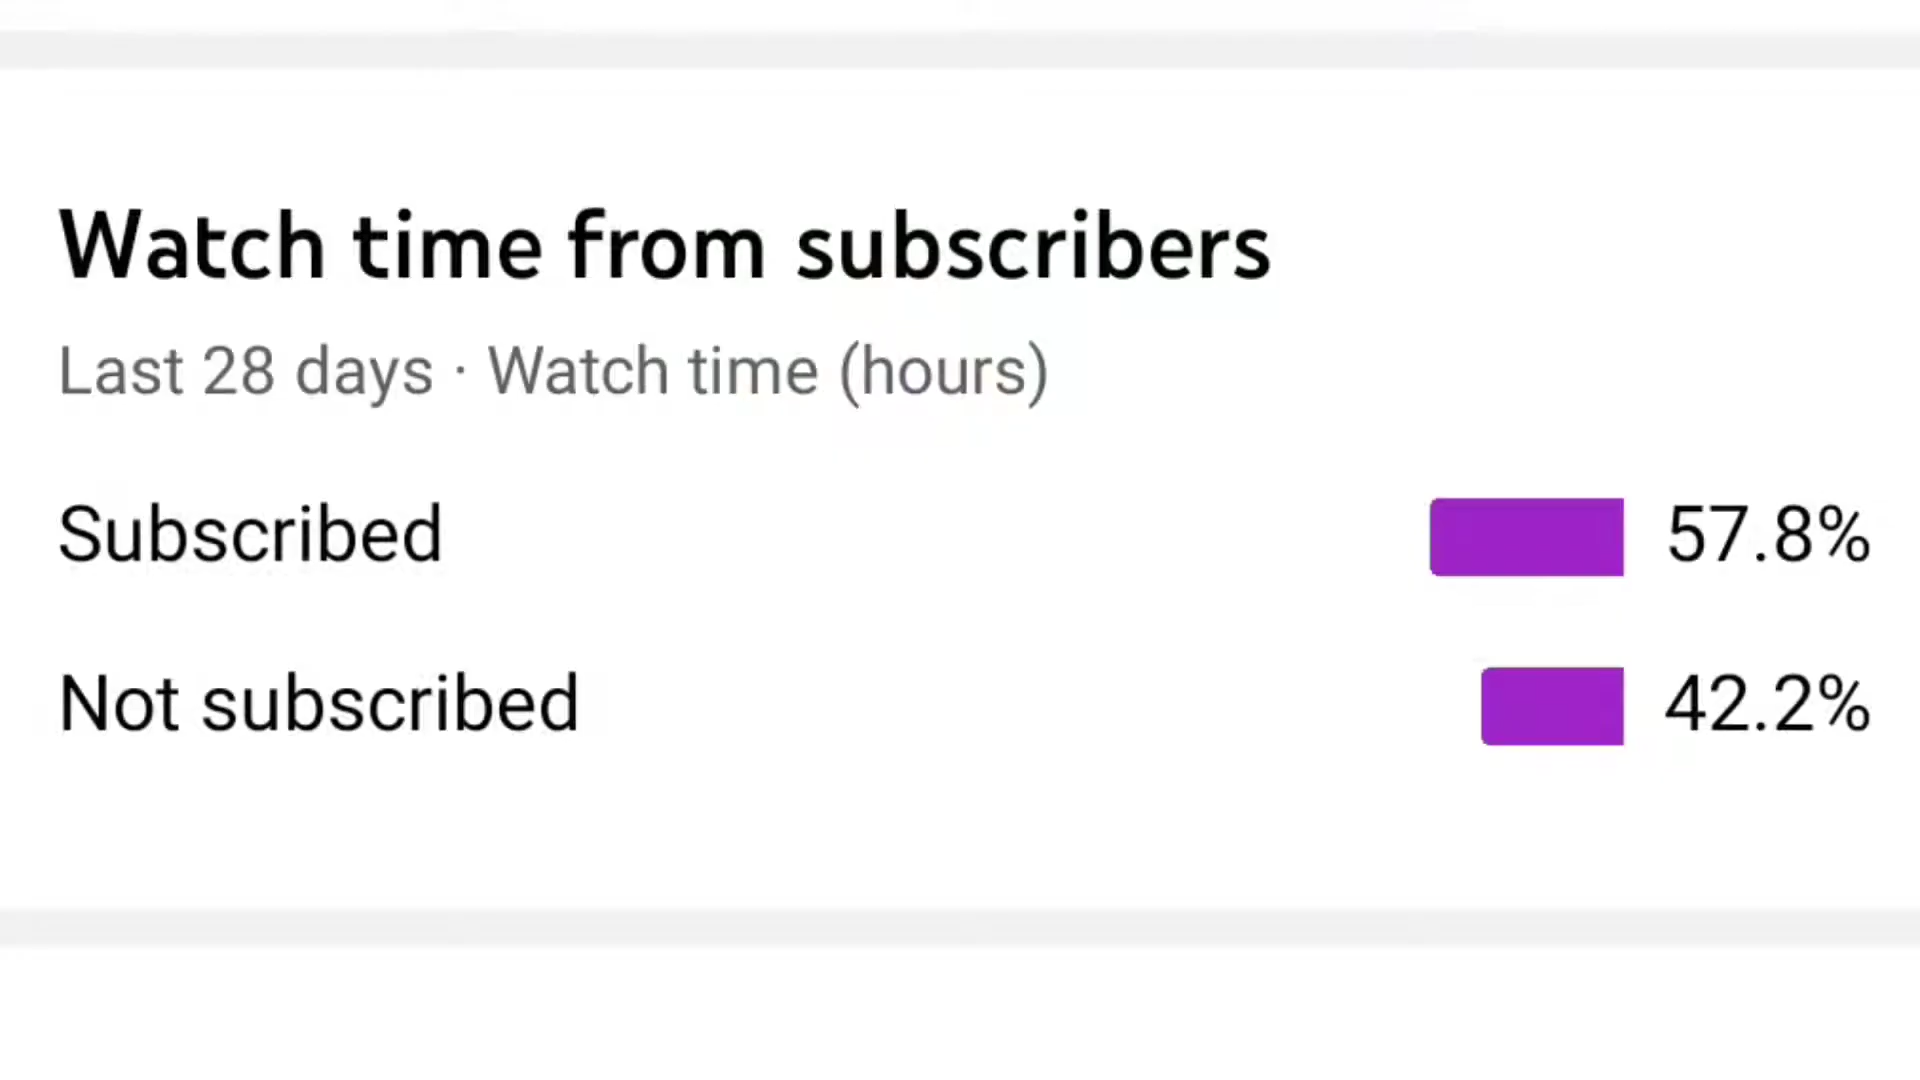 Watch time from subscribers
Last 28 days · Watch time (hours)
Subscribed 57.8%
Not subscribed 42.2%